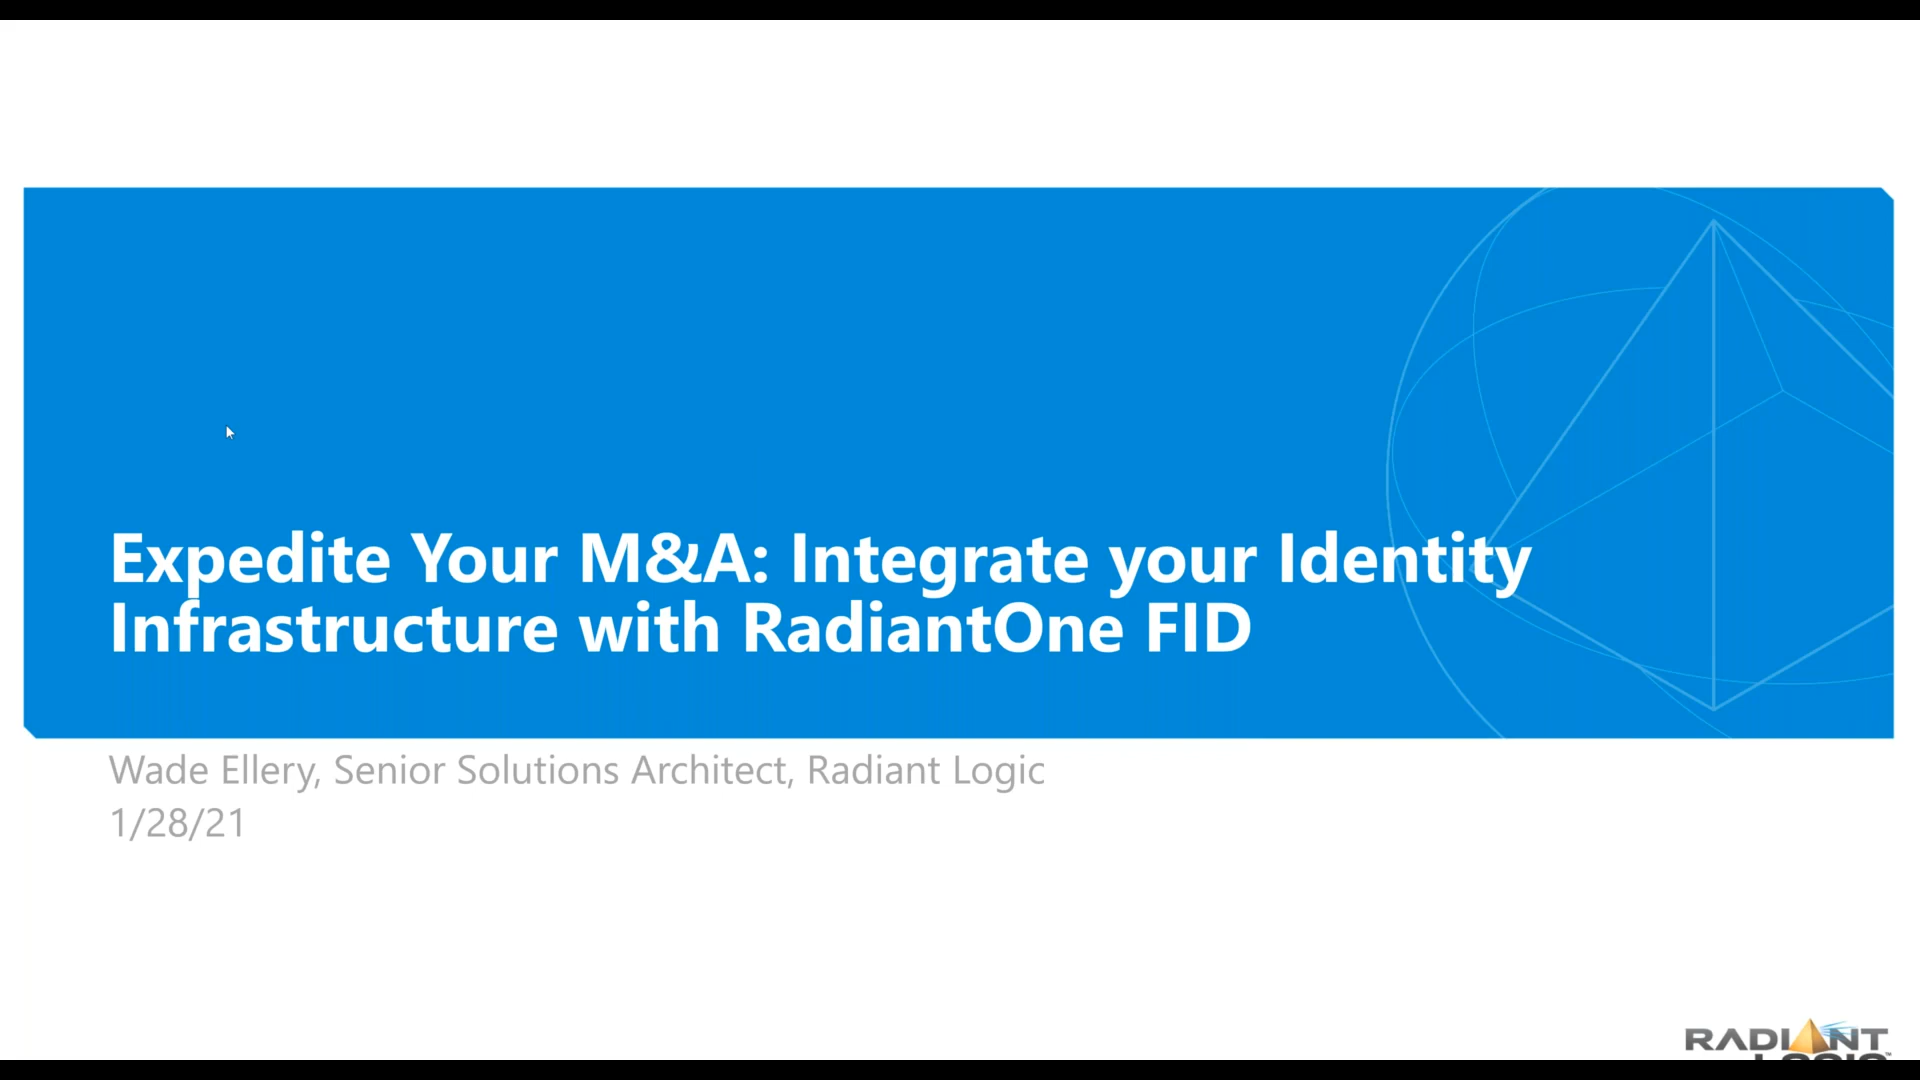 Expedite Your M&A: Integrate your Identity
Infrastructure with RadiantOne FID
Wade Ellery, Senior Solutions Architect, Radiant Logic
1/28/21
RADIANT
LOGIC